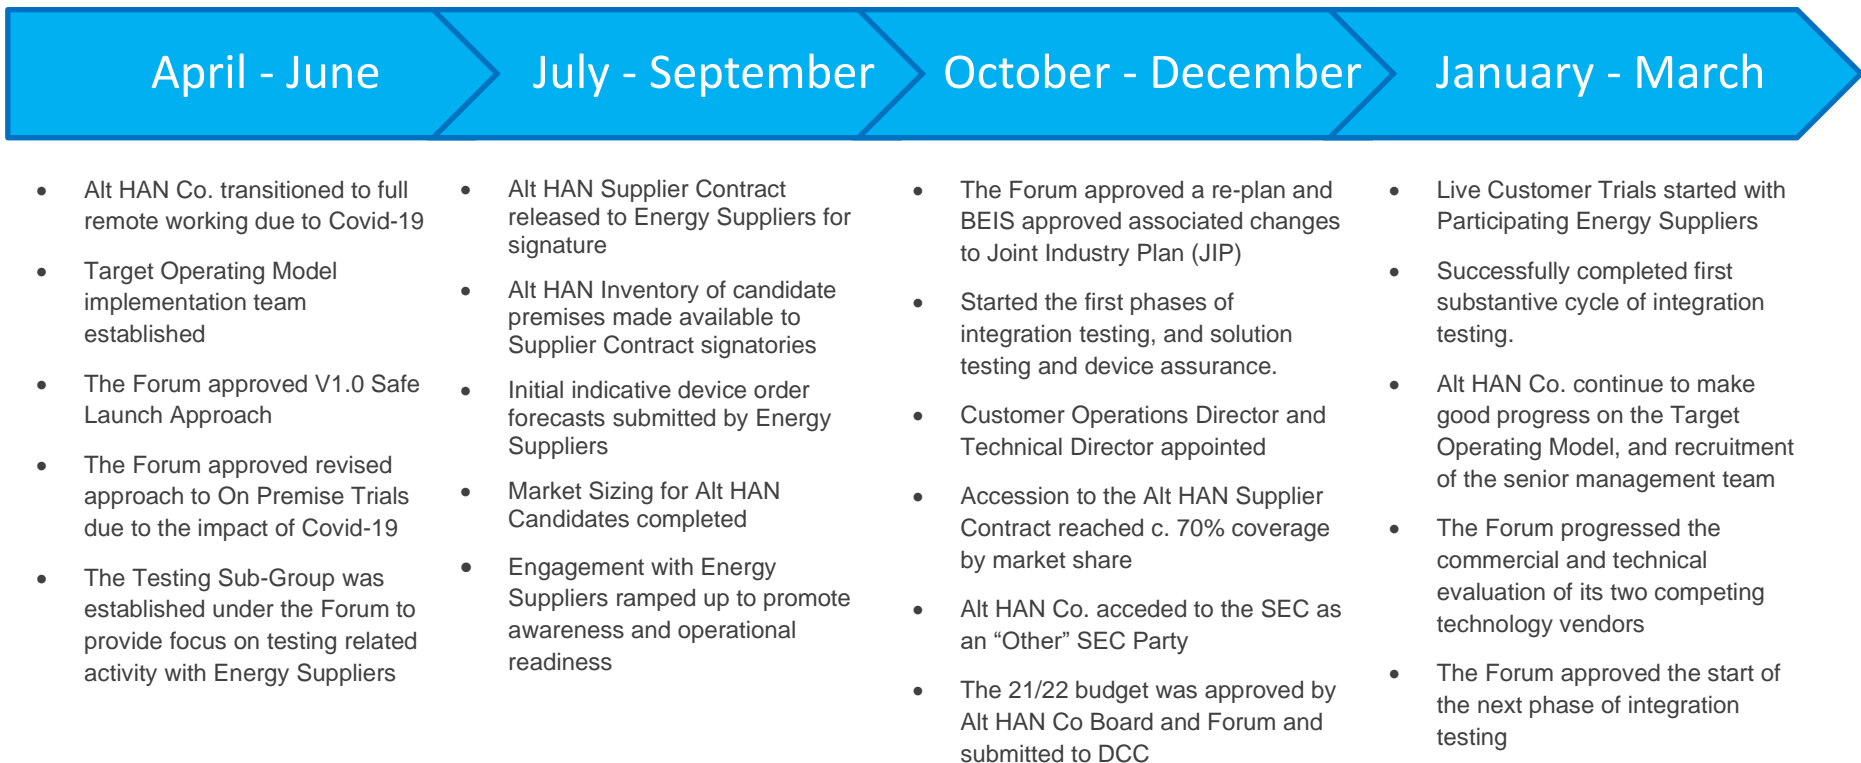 April - June
July - September
October - December
January - March
• Alt HAN Co. transitioned to full
remote working due to Covid-19
• Target Operating Model
implementation team
established
• The Forum approved V1.0 Safe
Launch Approach
• The Forum approved revised
approach to On Premise Trials
due to the impact of Covid-19
• The Testing Sub-Group was
established under the Forum to
provide focus on testing related
activity with Energy Suppliers
• Alt HAN Supplier Contract
released to Energy Suppliers for
signature
• Alt HAN Inventory of candidate
premises made available to
Supplier Contract signatories
• Initial indicative device order
forecasts submitted by Energy
Suppliers
• Market Sizing for Alt HAN
Candidates completed
• Engagement with Energy
Suppliers ramped up to promote
awareness and operational
readiness
• The Forum approved a re-plan and
BEIS approved associated changes
to Joint Industry Plan (JIP)
• Started the first phases of
integration testing, and solution
testing and device assurance.
• Customer Operations Director and
Technical Director appointed
• Accession to the Alt HAN Supplier
Contract reached c. 70% coverage
by market share
• Alt HAN Co. acceded to the SEC as
an “Other” SEC Party
• The 21/22 budget was approved by
Alt HAN Co Board and Forum and
submitted to DCC
• Live Customer Trials started with
Participating Energy Suppliers
• Successfully completed first
substantive cycle of integration
testing.
• Alt HAN Co. continue to make
good progress on the Target
Operating Model, and recruitment
of the senior management team
• The Forum progressed the
commercial and technical
evaluation of its two competing
technology vendors
• The Forum approved the start of
the next phase of integration
testing